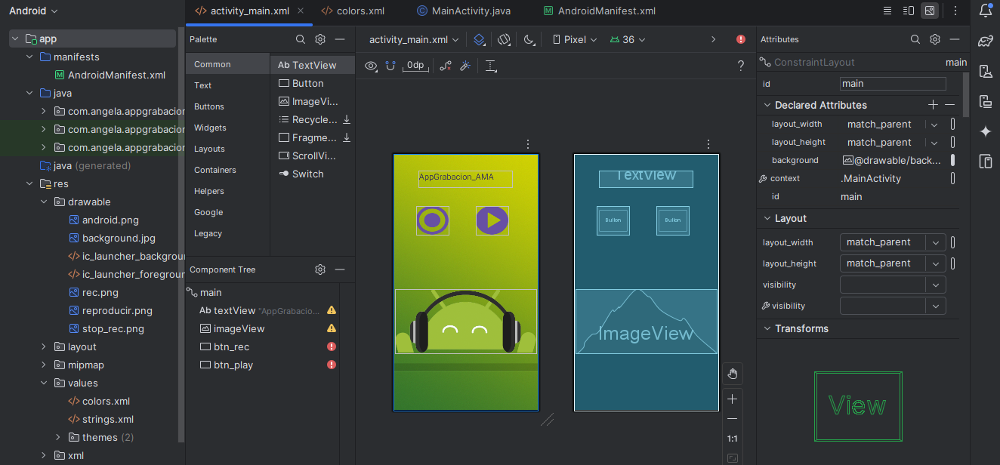 Android
activity_main.xml
colors.xml
MainActivity.java
AndroidManifest.xml
app
manifests
AndroidManifest.xml
java
com.angela.appgrabacion
com.angela.appgrabacion
com.angela.appgrabacion
java (generated)
res
drawable
android.png
background.jpg
ic_launcher_backgrou
ic_launcher_foregrour
rec.png
reproducir.png
stop_rec.png
layout
mipmap
values
colors.xml
strings.xml
themes (2)
xml
Palette
Common
Text
Buttons
Widgets
Layouts
Containers
Helpers
Google
Legacy
Ab TextView
Button
ImageVi...
Recycle...
Fragme...
ScrollVi...
Switch
Component Tree
main
Ab textView "AppGrabacio...
imageView
btn_rec
btn_play
activity_main.xml
Pixel
36
0dp
?
AppGrabacion_AMA
TextView
Button
Button
ImageView
1:1
Attributes
ConstraintLayout
main
id
main
Declared Attributes
layout_width
match_parent
layout_height
match_parent
background
@drawable/back...
context
.MainActivity
id
main
Layout
layout_width
match_parent
layout_height
match_parent
visibility
visibility
Transforms
View